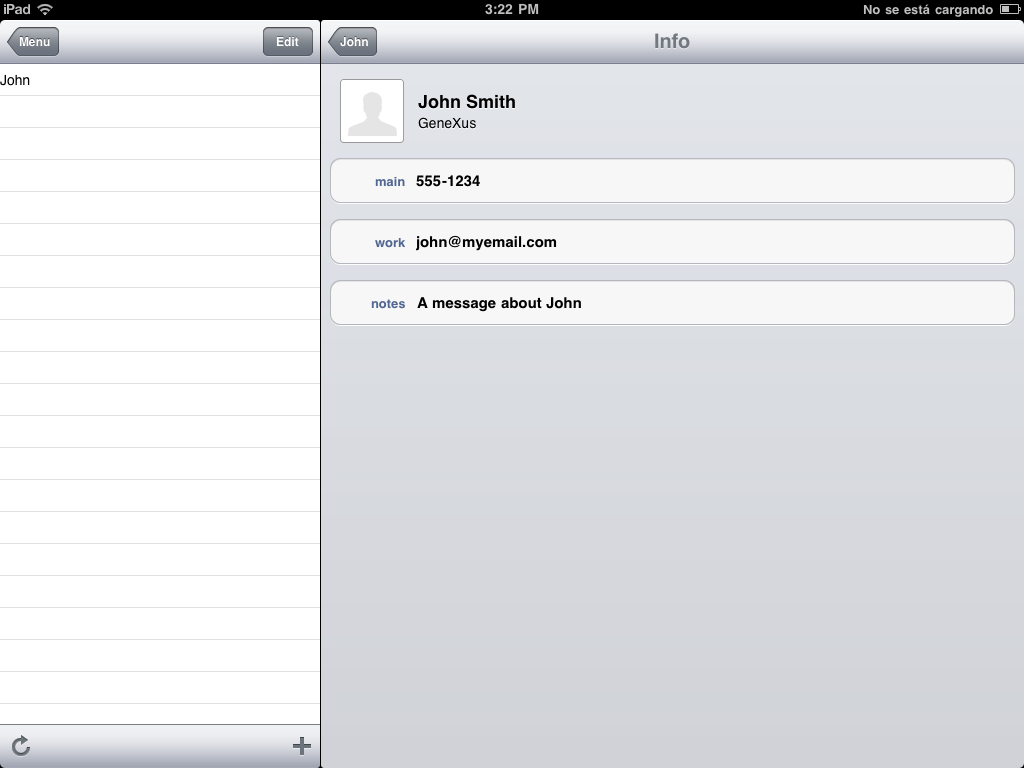 iPad 3:22 PM No se está cargando
Menu Edit
John
John Info
John Smith
GeneXus
main 555-1234
work john@myemail.com
notes A message about John